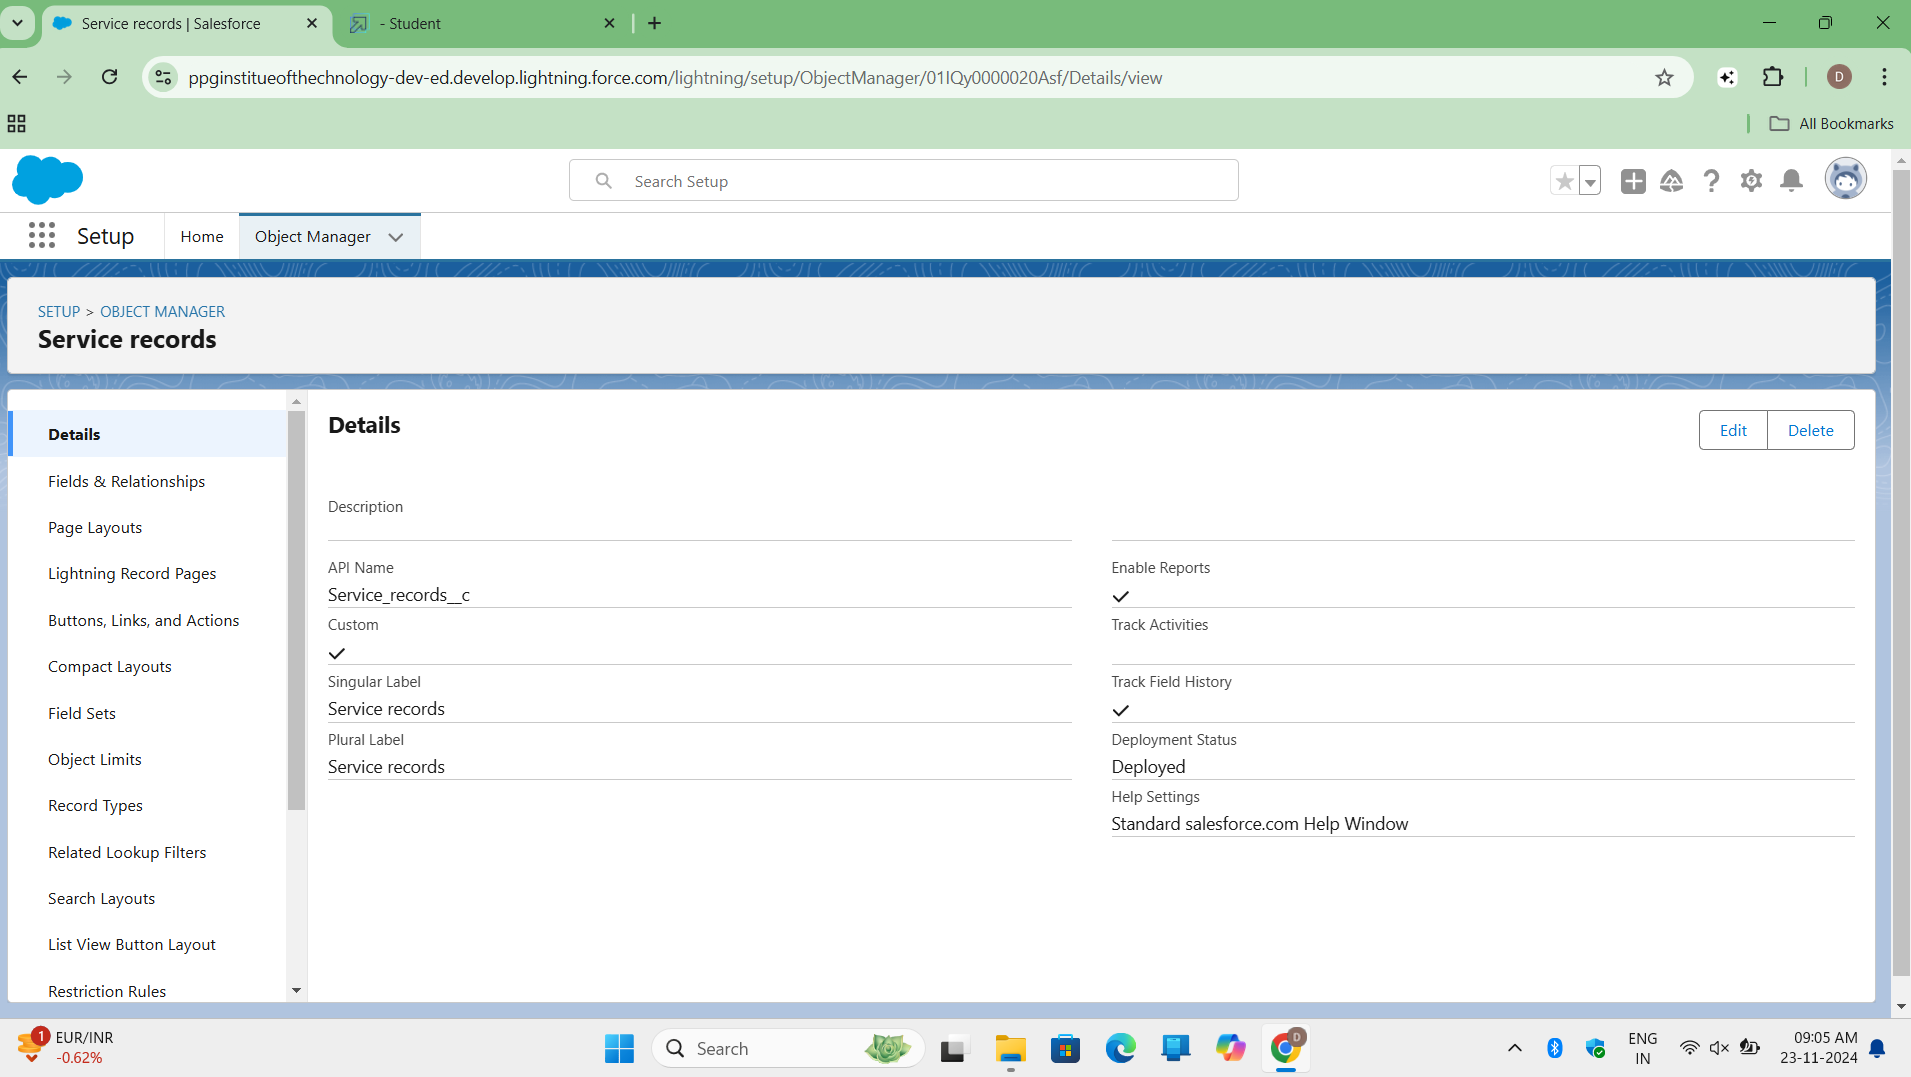 Service records | Salesforce
- Student
ppginstitueofthechnology-dev-ed.develop.lightning.force.com/lightning/setup/ObjectManager/01IQy0000020Asf/Details/view
D
All Bookmarks
Search Setup
Setup
Home
Object Manager
SETUP > OBJECT MANAGER
Service records
Details
Fields & Relationships
Page Layouts
Lightning Record Pages
Buttons, Links, and Actions
Compact Layouts
Field Sets
Object Limits
Record Types
Related Lookup Filters
Search Layouts
List View Button Layout
Restriction Rules
Details
Edit
Delete
Description
API Name
Service_records__c
Custom
Singular Label
Service records
Plural Label
Service records
Enable Reports
Track Activities
Track Field History
Deployment Status
Deployed
Help Settings
Standard salesforce.com Help Window
1
EUR/INR
-0.62%
Search
D
ENG
IN
09:05 AM
23-11-2024